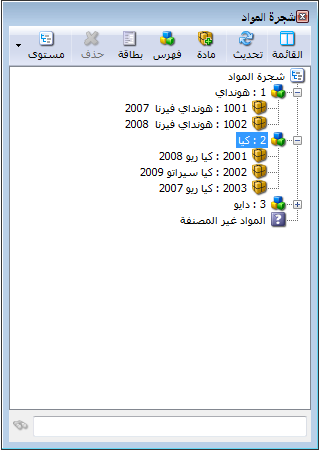 شجرة المواد
القائمة تحديث مادة فهرس بطاقة حذف مستوى
شجرة المواد
1 : هونداي
1001 : هونداي فيرنا 2007
1002 : هونداي فيرنا 2008
2 : كيا
2001 : كيا ريو 2008
2002 : كيا سيراتو 2009
2003 : كيا ريو 2007
3 : دايو
المواد غير المصنفة